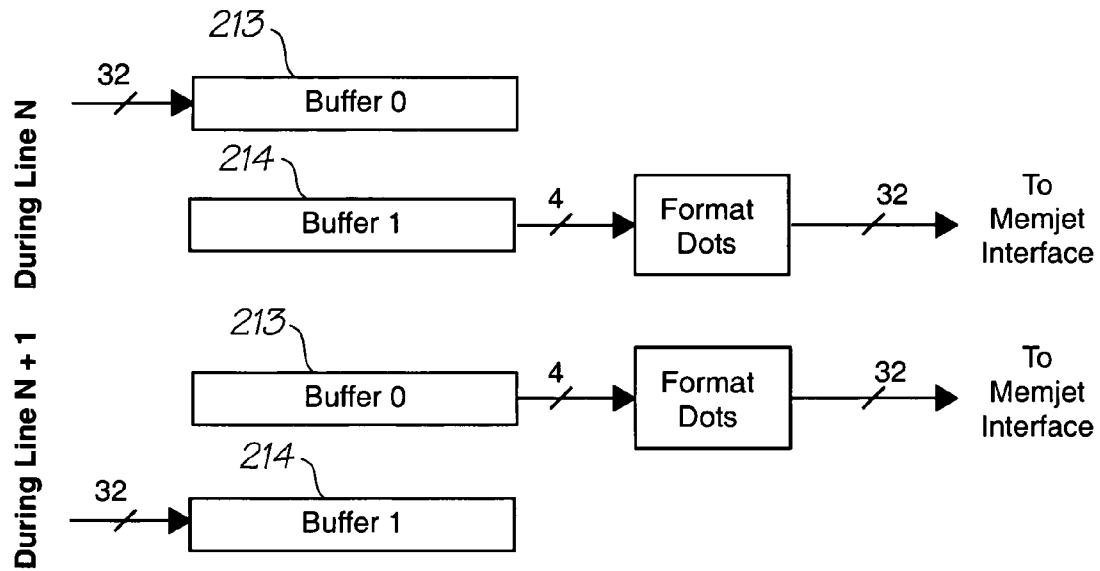 During Line N
213
32
Buffer 0
214
Buffer 1
4
Format
Dots
32
To
Memjet
Interface
During Line N + 1
213
Buffer 0
4
Format
Dots
32
To
Memjet
Interface
214
32
Buffer 1